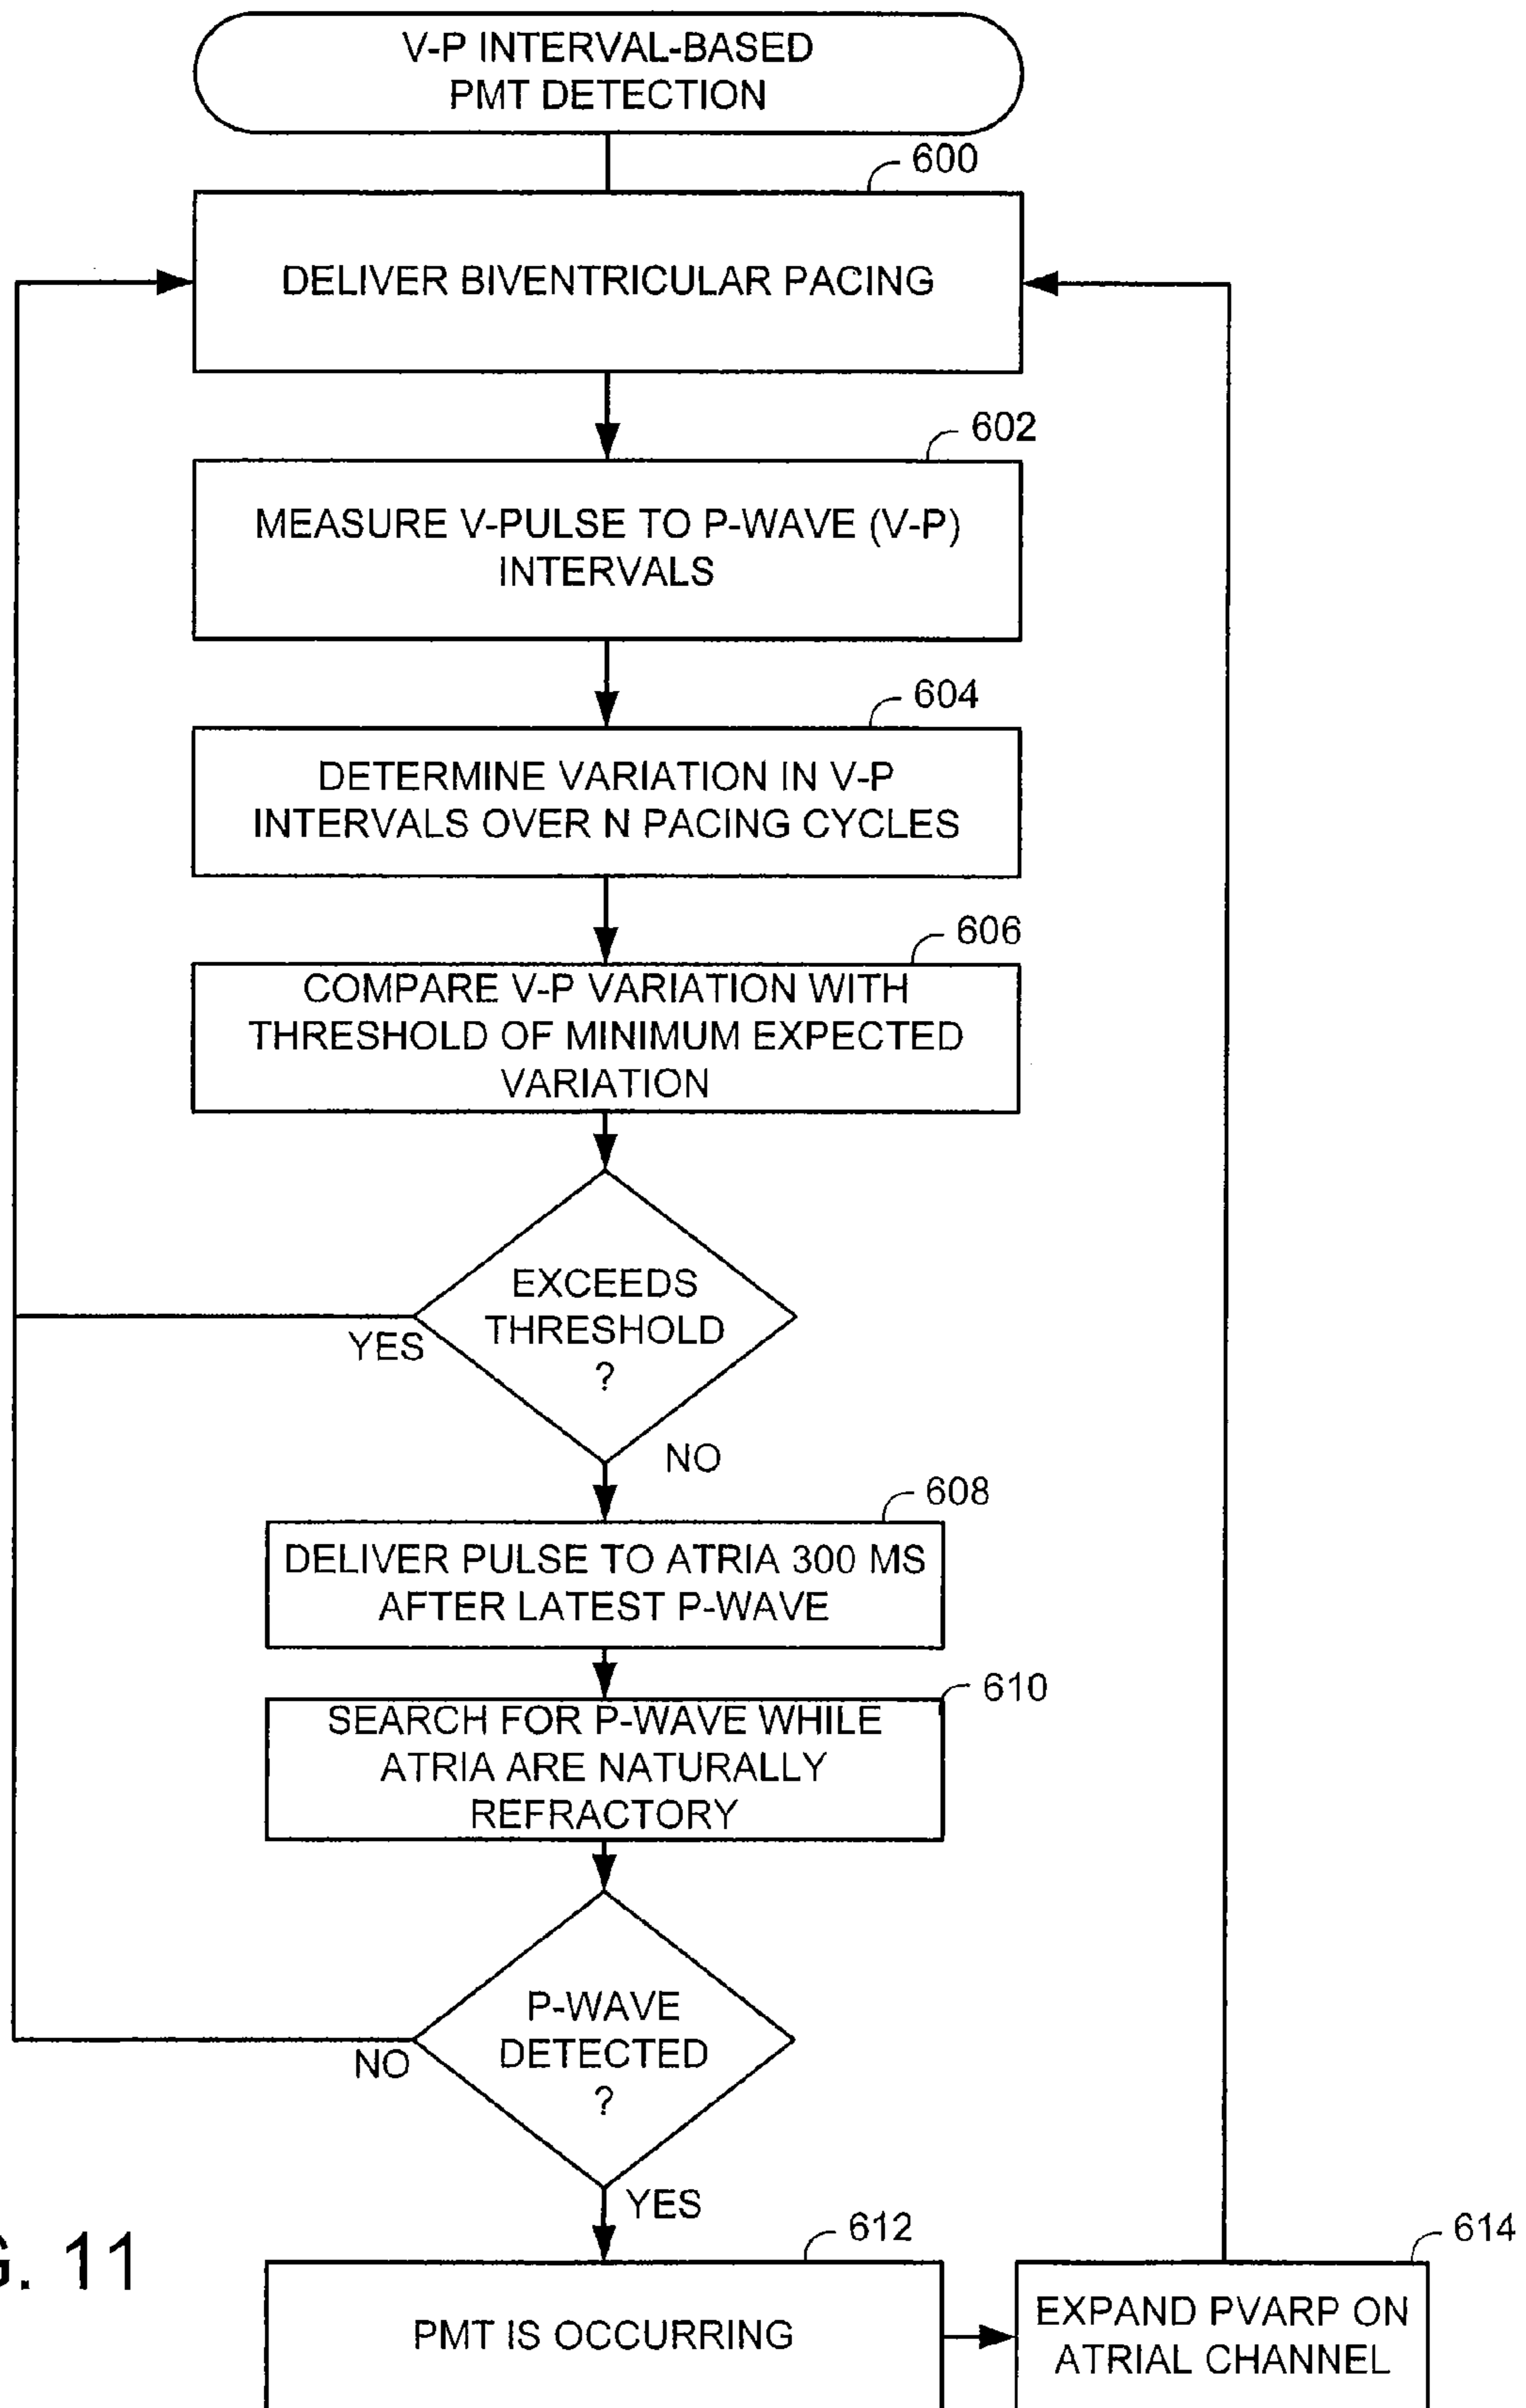 V-P INTERVAL-BASED
PMT DETECTION
600
DELIVER BIVENTRICULAR PACING
602
MEASURE V-PULSE TO P-WAVE (V-P)
INTERVALS
604
DETERMINE VARIATION IN V-P
INTERVALS OVER N PACING CYCLES
606
COMPARE V-P VARIATION WITH
THRESHOLD OF MINIMUM EXPECTED
VARIATION
EXCEEDS
THRESHOLD
?
YES
NO
608
DELIVER PULSE TO ATRIA 300 MS
AFTER LATEST P-WAVE
610
SEARCH FOR P-WAVE WHILE
ATRIA ARE NATURALLY
REFRACTORY
P-WAVE
DETECTED
?
NO
YES
612
614
G. 11
PMT IS OCCURRING
EXPAND PVARP ON
ATRIAL CHANNEL